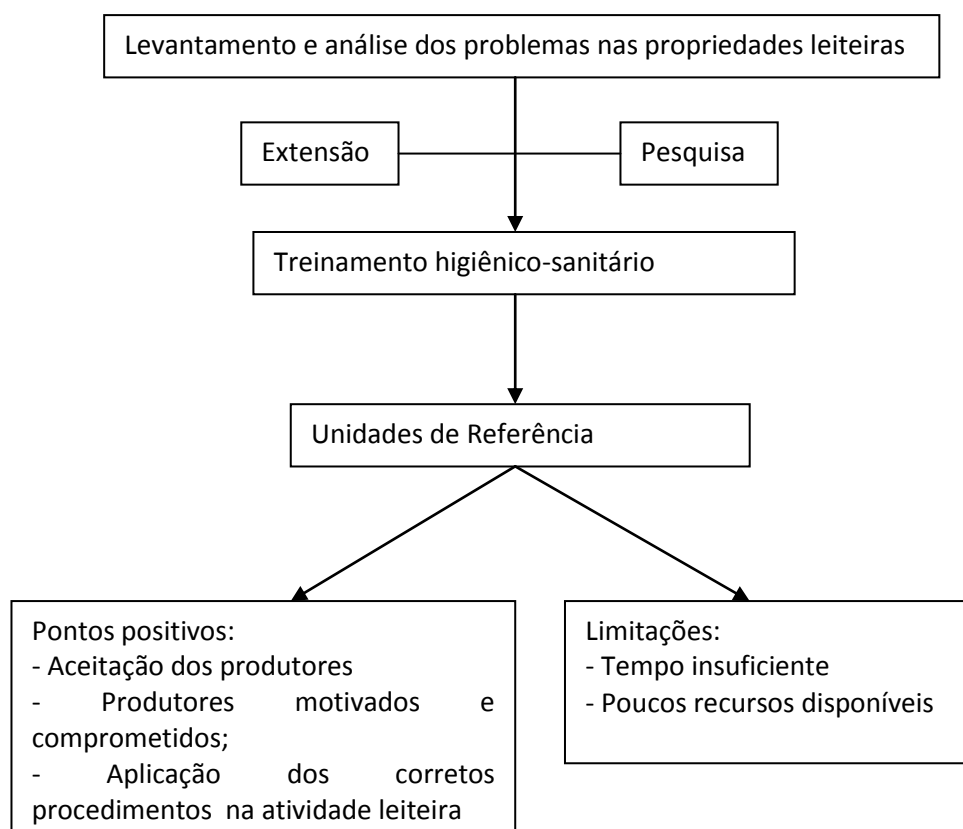 Levantamento e análise dos problemas nas propriedades leiteiras
Extensão
Pesquisa
Treinamento higiênico-sanitário
Unidades de Referência
Pontos positivos:
- Aceitação dos produtores
- Produtores motivados e
comprometidos;
- Aplicação dos corretos
procedimentos na atividade leiteira
Limitações:
- Tempo insuficiente
- Poucos recursos disponíveis